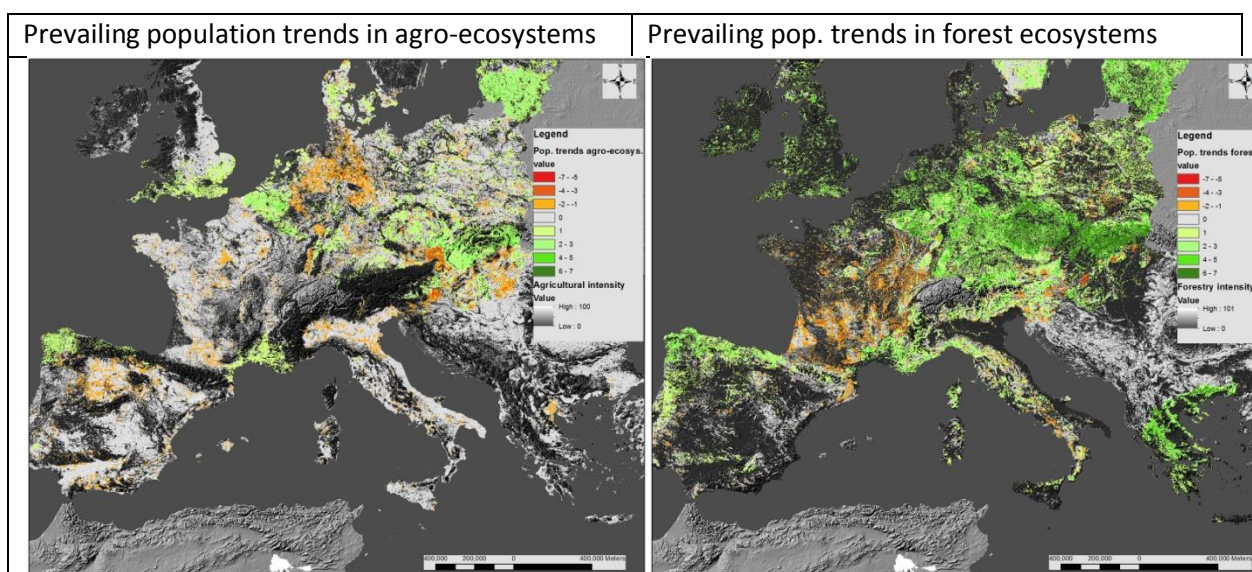 Prevailing population trends in agro-ecosystems
Prevailing pop. trends in forest ecosystems
Legend
Pop. trends agro-ecosys.
value
-7 - -5
-4 - -3
-2 - -1
0
1
2 - 3
4 - 5
6 - 7
Agricultural intensity
Value
High : 100
Low : 0
400,000 200,000 0 400,000 Meters
Legend
Pop. trends fores
value
-7 - -5
-4 - -3
-2 - -1
0
1
2 - 3
4 - 5
6 - 7
Forestry intensity
Value
High : 101
Low : 0
400,000 200,000 0 400,000 Meters